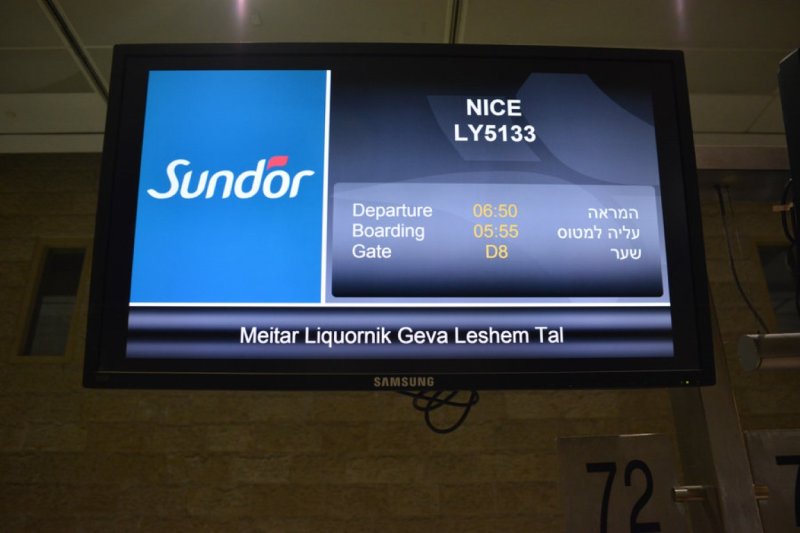 Sundór
NICE
LY5133
Departure 06:50 המראה
Boarding 05:55 עליה למטוס
Gate D8 שער
Meitar Liquornik Geva Leshem Tal
SAMSUNG
72